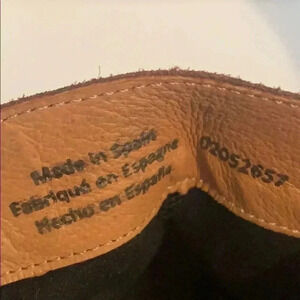 Made in Spain
Fabriqué en Espagne
Hecho en España
02052657